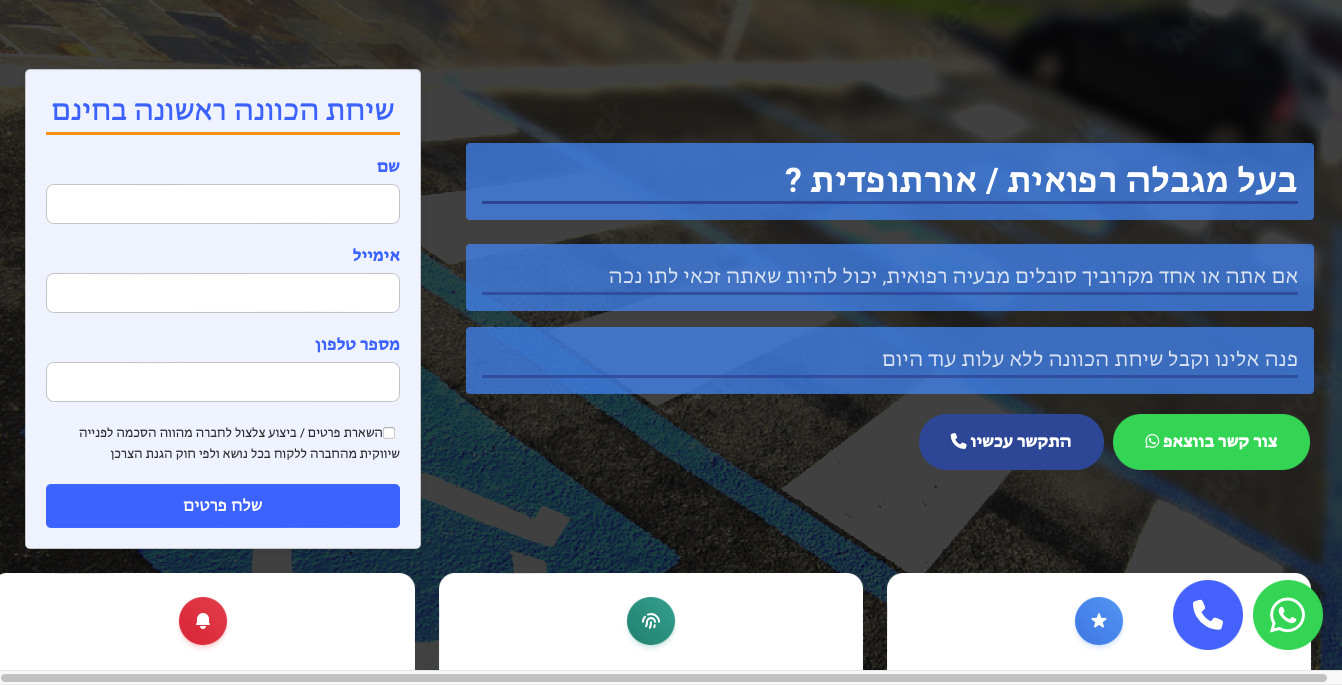 בעל מגבלה רפואית / אורתופדית ?
אם אתה או אחד מקרוביך סובלים מבעיה רפואית, יכול להיות שאתה זכאי לתו נכה
פנה אלינו וקבל שיחת הכוונה ללא עלות עוד היום
צור קשר בווצאפ
התקשר עכשיו
שיחת הכוונה ראשונה בחינם
שם
אימייל
מספר טלפון
השארת פרטים / ביצוע צלצול לחברה מהווה הסכמה לפנייה
שיווקית מהחברה ללקוח בכל נושא ולפי חוק הגנת הצרכן
שלח פרטים